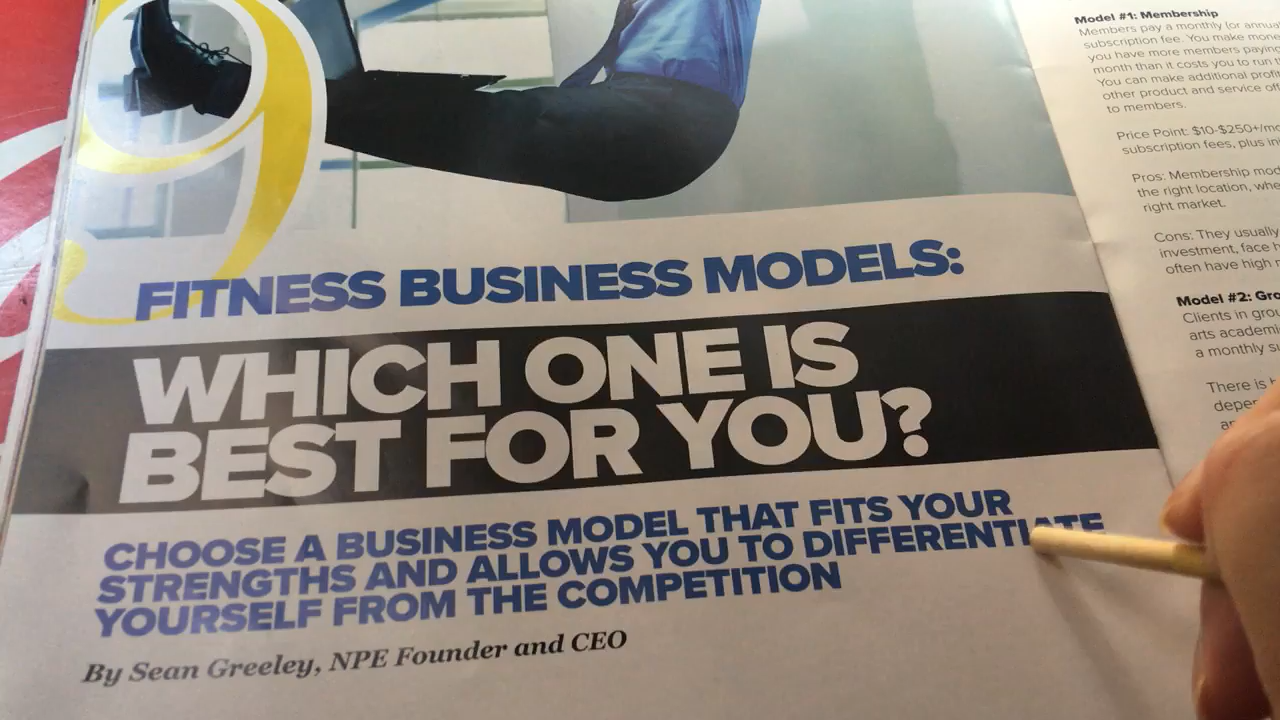 9
FITNESS BUSINESS MODELS:
WHICH ONE IS
BEST FOR YOU?
CHOOSE A BUSINESS MODEL THAT FITS YOUR
STRENGTHS AND ALLOWS YOU TO DIFFERENTIATE
YOURSELF FROM THE COMPETITION
By Sean Greeley, NPE Founder and CEO
Model #1: Membership
Members pay a monthly (or
subscription fee. You make
you have more members paying
month than it costs you to run
You can make additional
other product and service
to members.
Price Point: $10-$250+/
subscription fees, plus
Pros: Membership
the right location,
right market.
Cons: They usually
investment, face
often have high
Model #2:
Clients in
arts
a monthly
There is